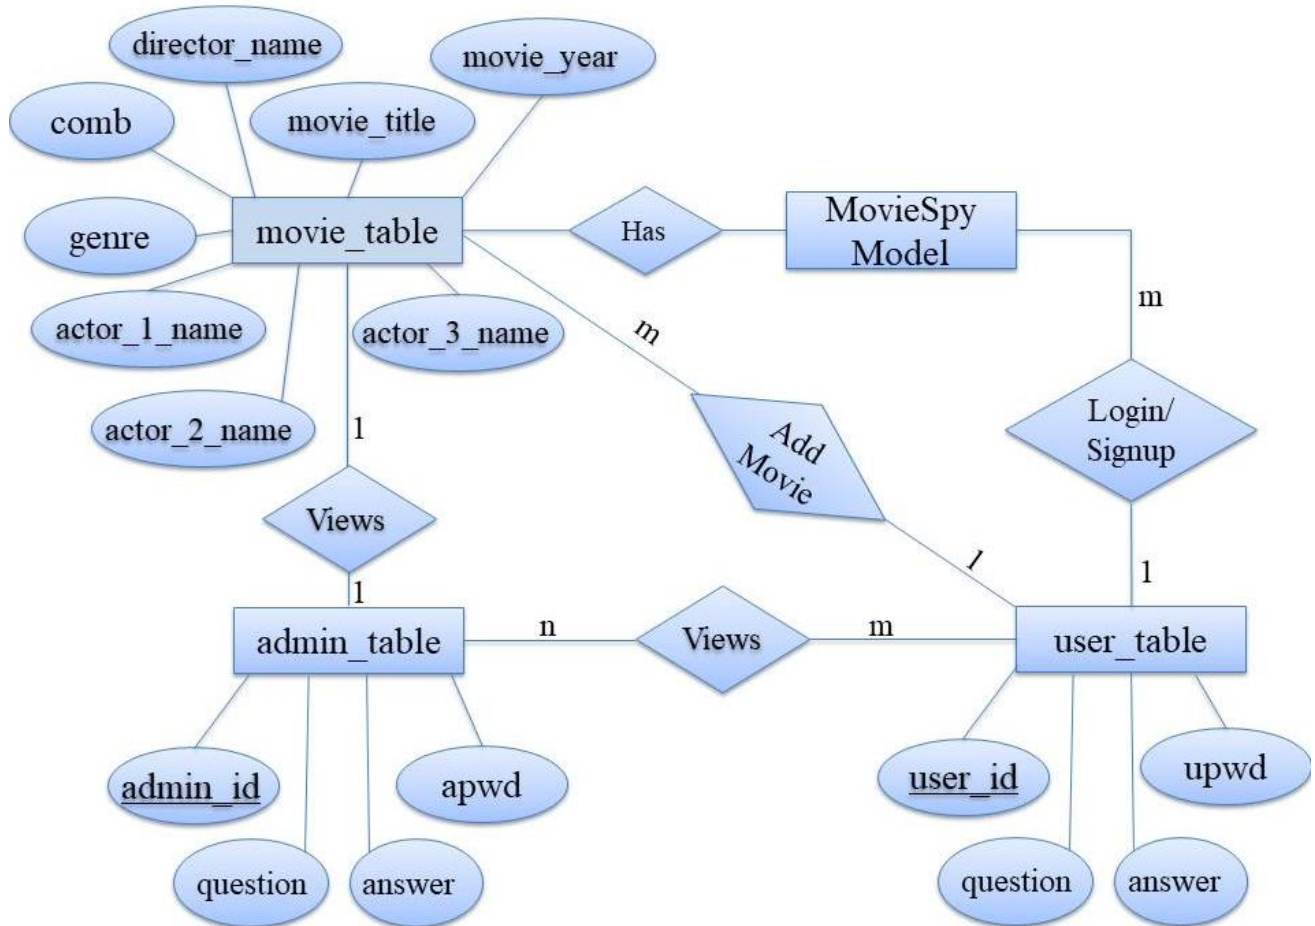 director_name
movie_year
comb
movie_title
genre
movie_table
Has
MovieSpy
Model
actor_1_name
actor_3_name
m
m
actor_2_name
1
Add
Movie
Login/
Signup
Views
1
1
1
admin_table
n
Views
m
user_table
admin_id
apwd
user_id
upwd
question
answer
question
answer